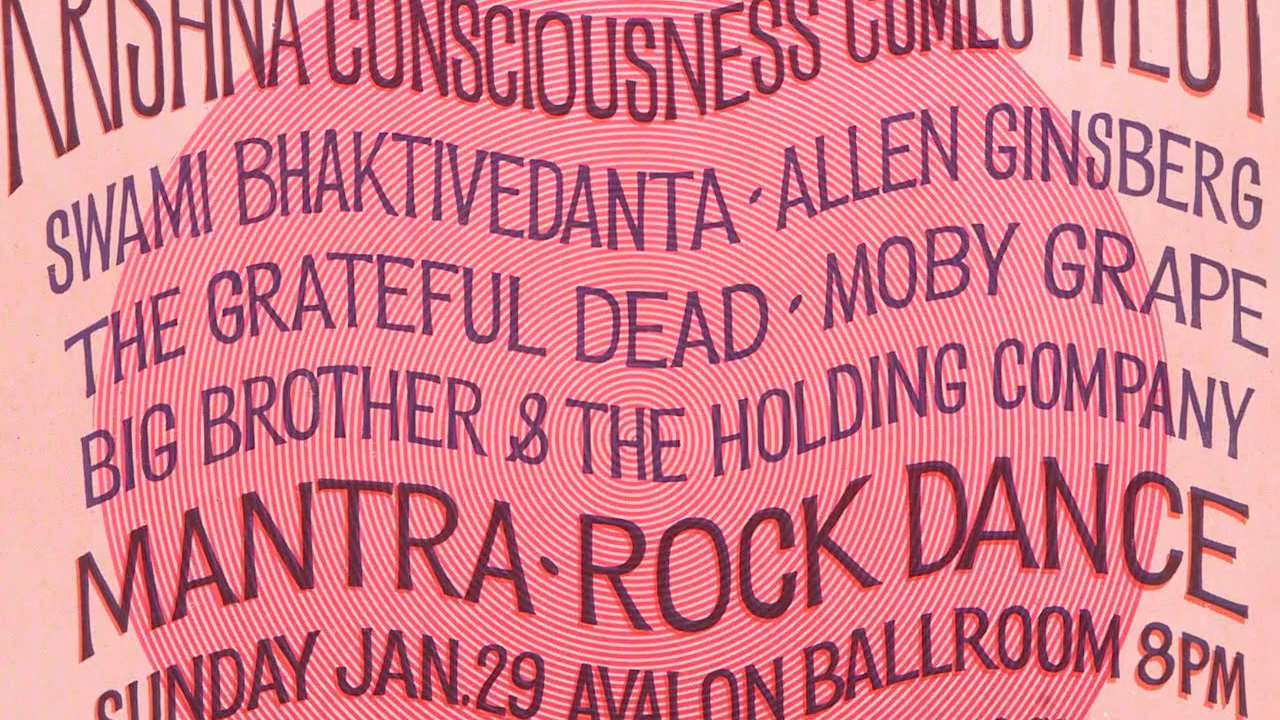 KRISHNA CONSCIOUSNESS COMES WEST
SWAMI BHAKTIVEDANTA · ALLEN GINSBERG
THE GRATEFUL DEAD · MOBY GRAPE
BIG BROTHER & THE HOLDING COMPANY
MANTRA·ROCK DANCE
SUNDAY JAN.29 AVALON BALLROOM 8PM